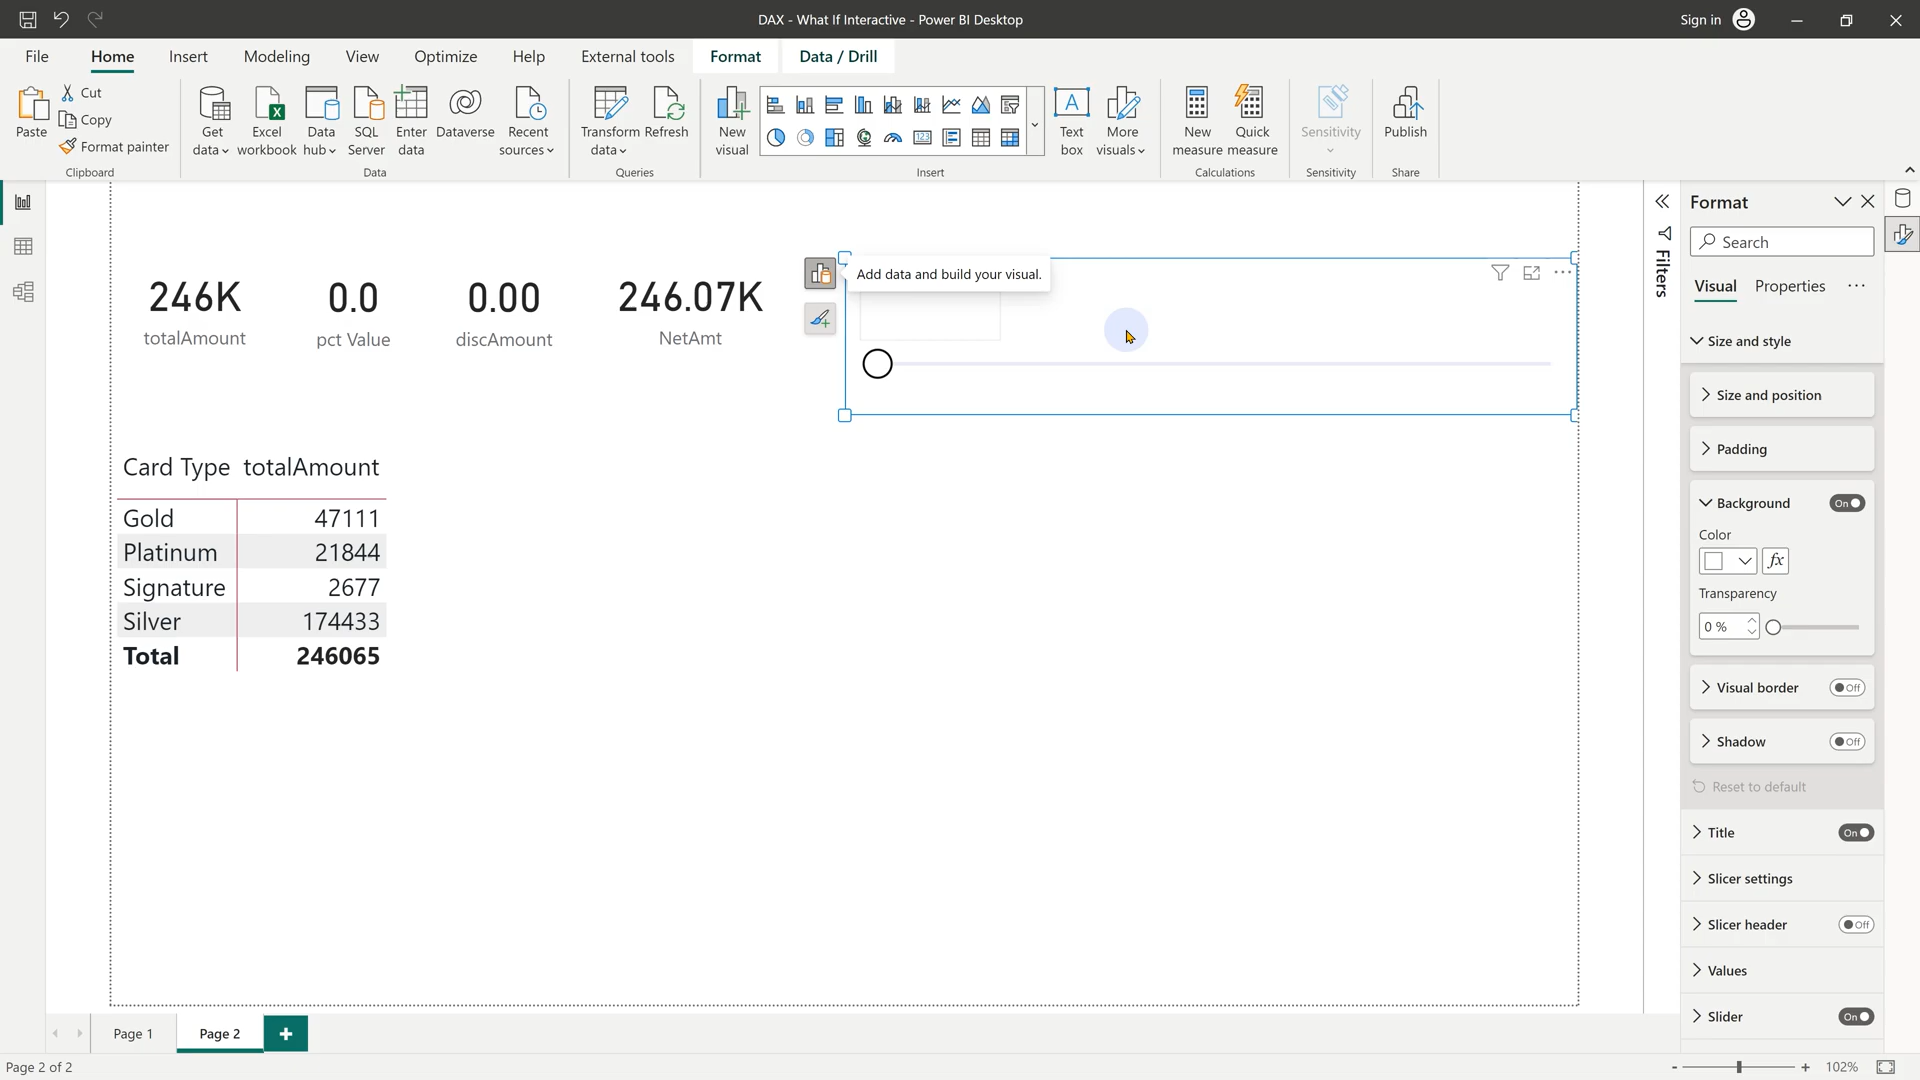 DAX - What If Interactive - Power BI Desktop
Sign in
File Home Insert Modeling View Optimize Help External tools Format Data / Drill
Paste
Cut
Copy
Format painter
Clipboard
Get data
Excel workbook
Data hub
SQL Server
Enter data
Dataverse
Recent sources
Data
Transform data
Refresh
Queries
New visual
123
A
Text box
More visuals
Insert
New measure
Quick measure
Calculations
Sensitivity
Sensitivity
Publish
Share
246K
totalAmount
0.0
pct Value
0.00
discAmount
246.07K
NetAmt
Add data and build your visual.
Card Type totalAmount
Gold 47111
Platinum 21844
Signature 2677
Silver 174433
Total 246065
Filters
Format
Search
Visual Properties
Size and style
Size and position
Padding
Background On
Color
fx
Transparency
0 %
Visual border Off
Shadow Off
Reset to default
Title On
Slicer settings
Slicer header Off
Values
Slider On
Page 1
Page 2
Page 2 of 2
102%